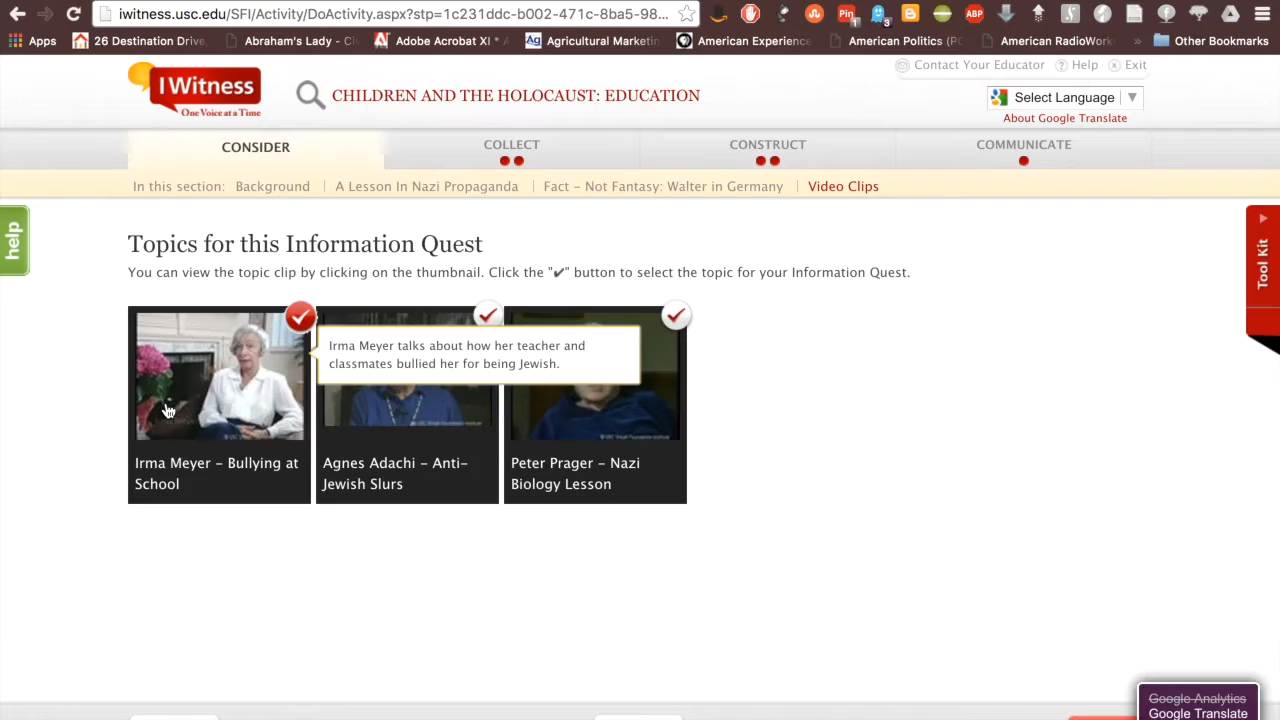 iwitness.usc.edu/SFI/Activity/DoActivity.aspx?stp=1c231ddc-b002-471c-8ba5-98...
Apps 26 Destination Drive, Abraham's Lady - Ci Adobe Acrobat XI * A Agricultural Marketin American Experience American Politics (PC American RadioWork » Other Bookmarks
Contact Your Educator Help Exit
IWitness
One Voice at a Time
CHILDREN AND THE HOLOCAUST: EDUCATION
Select Language ▼
About Google Translate
CONSIDER COLLECT CONSTRUCT COMMUNICATE
In this section: Background | A Lesson In Nazi Propaganda | Fact - Not Fantasy: Walter in Germany | Video Clips
help
Tool Kit
Topics for this Information Quest
You can view the topic clip by clicking on the thumbnail. Click the "✔" button to select the topic for your Information Quest.
Irma Meyer talks about how her teacher and
classmates bullied her for being Jewish.
Irma Meyer - Bullying at
School
Agnes Adachi - Anti-
Jewish Slurs
Peter Prager - Nazi
Biology Lesson
Google Analytics
Google Translate